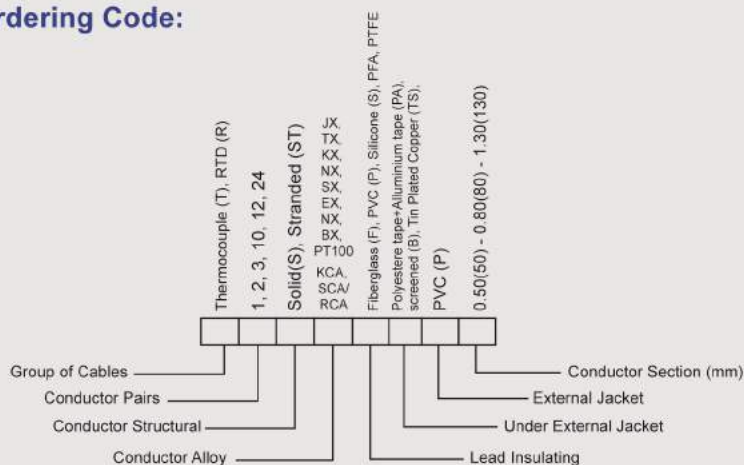 rdering Code:
Thermocouple (T), RTD (R)
1, 2, 3, 10, 12, 24
Solid(S), Stranded (ST)
JX,
TX,
KX,
NX,
SX,
EX,
NX,
BX,
PT100
KCA,
SCA/
RCA
Fiberglass (F), PVC (P), Silicone (S), PFA, PTFE
Polyestere tape+Alluminium tape (PA),
screened (B), Tin Plated Copper (TS),
PVC (P)
0.50(50) - 0.80(80) - 1.30(130)
Group of Cables
Conductor Section (mm)
Conductor Pairs
External Jacket
Conductor Structural
Under External Jacket
Conductor Alloy
Lead Insulating